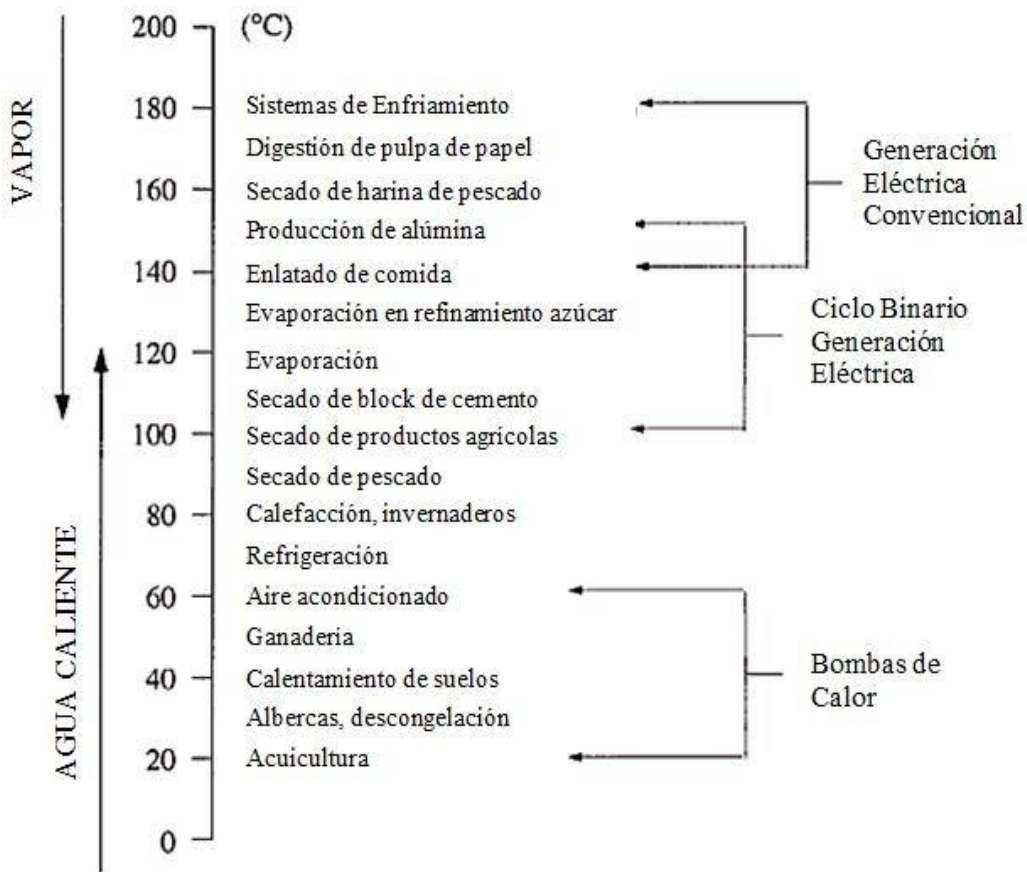 200 (°C)
180 Sistemas de Enfriamiento
Digestión de pulpa de papel
160 Secado de harina de pescado
Producción de alúmina
140 Enlatado de comida
Evaporación en refinamiento azúcar
120 Evaporación
Secado de block de cemento
100 Secado de productos agrícolas
Secado de pescado
80 Calefacción, invernaderos
Refrigeración
60 Aire acondicionado
Ganaderia
40 Calentamiento de suelos
Albercas, descongelación
20 Acuicultura
0
VAPOR
AGUA CALIENTE
Generación
Eléctrica
Convencional
Ciclo Binario
Generación
Eléctrica
Bombas de
Calor